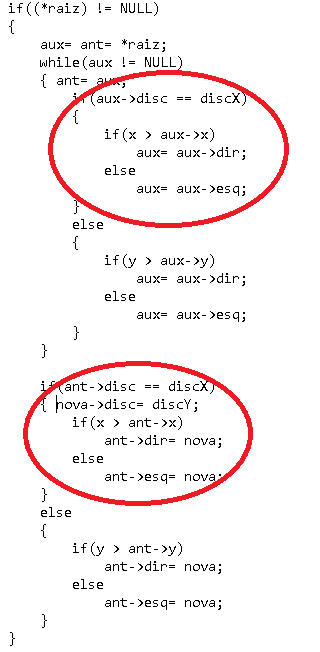 if((*raiz) != NULL)
{
aux= ant= *raiz;
while(aux != NULL)
{ ant= aux;
if(aux->disc == discX)
{
if(x > aux->x)
aux= aux->dir;
else
aux= aux->esq;
}
else
{
if(y > aux->y)
aux= aux->dir;
else
aux= aux->esq;
}
}
if(ant->disc == discX)
{ nova->disc= discY;
if(x > ant->x)
ant->dir= nova;
else
ant->esq= nova;
}
else
{
if(y > ant->y)
ant->dir= nova;
else
ant->esq= nova;
}
}